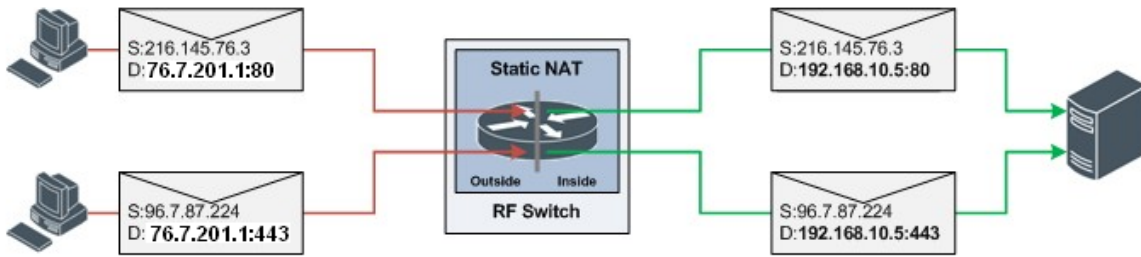 S:216.145.76.3
D:76.7.201.1:80
S:216.145.76.3
D:192.168.10.5:80
Static NAT
Outside Inside
RF Switch
S:96.7.87.224
D: 76.7.201.1:443
S:96.7.87.224
D:192.168.10.5:443